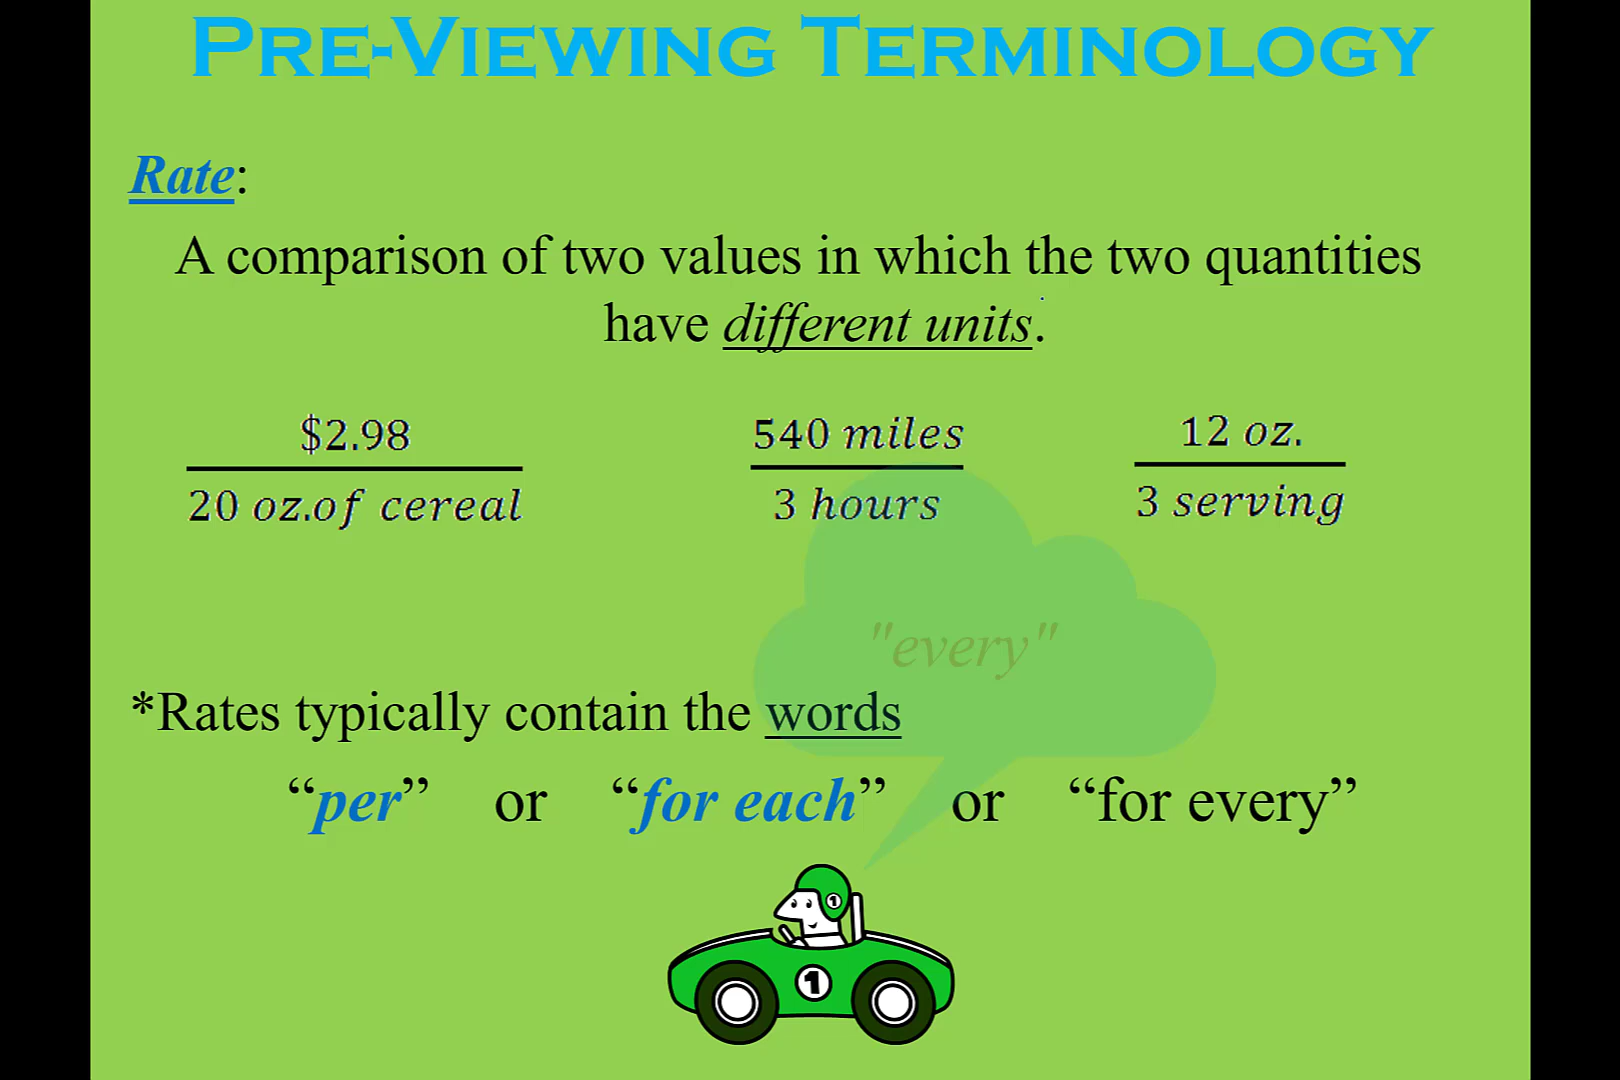 PRE-VIEWING TERMINOLOGY
Rate:
A comparison of two values in which the two quantities
have different units.
$2.98
20 oz.of cereal
540 miles
3 hours
12 oz.
3 serving
"every"
*Rates typically contain the words
“per” or “for each” or “for every”
1
1